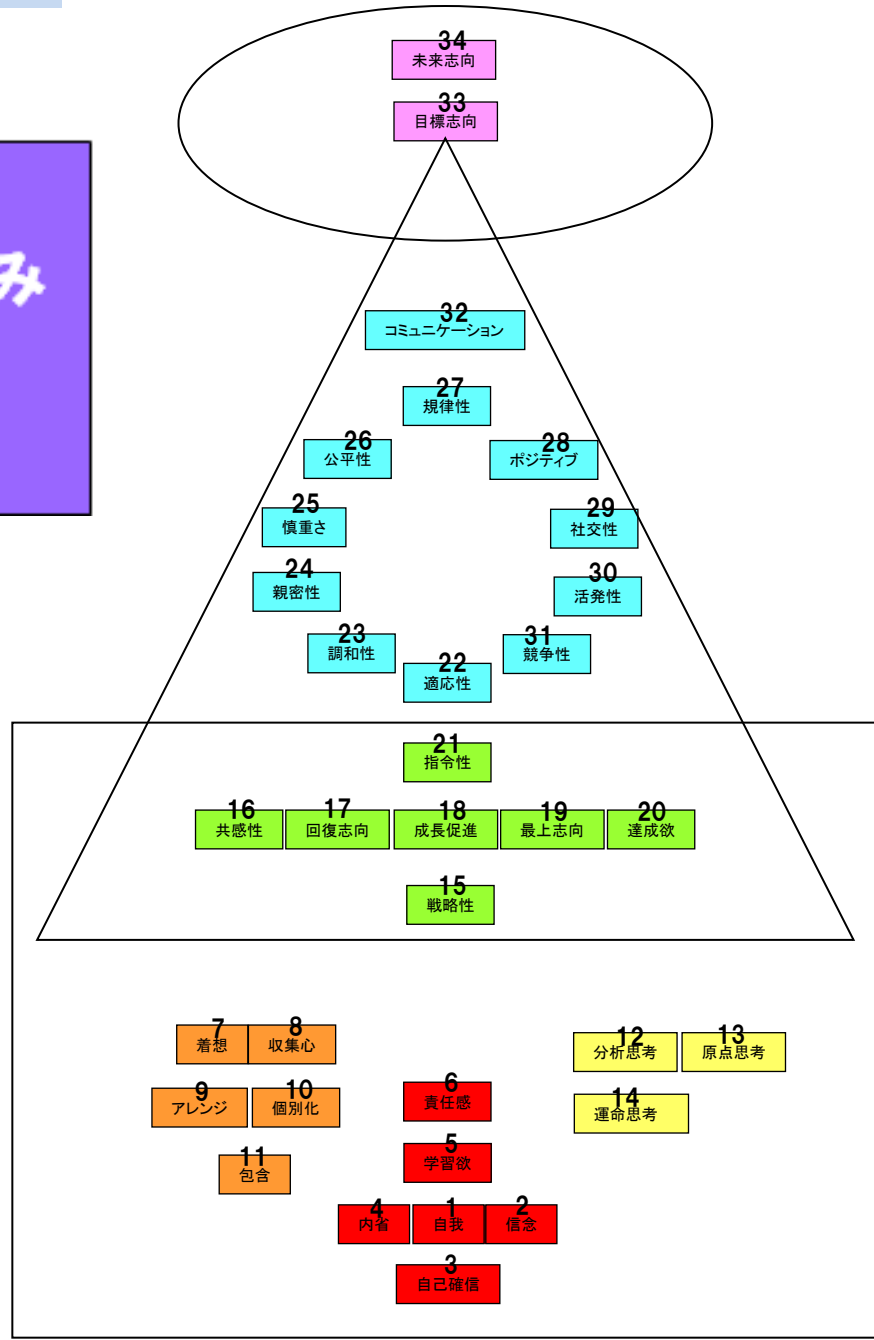 34
未来志向
33
目標志向
み
32
コミュニケーション
27
規律性
26
公平性
28
ポジティブ
25
慎重さ
29
社交性
24
親密性
30
活発性
23
調和性
31
競争性
22
適応性
21
指令性
16 17 18 19 20
共感性 回復志向 成長促進 最上志向 達成欲
15
戦略性
7 8
着想 収集心
12 13
分析思考 原点思考
9 10
アレンジ 個別化
6
責任感
14
運命思考
11
包含
5
学習欲
4 1 2
内省 自我 信念
3
自己確信